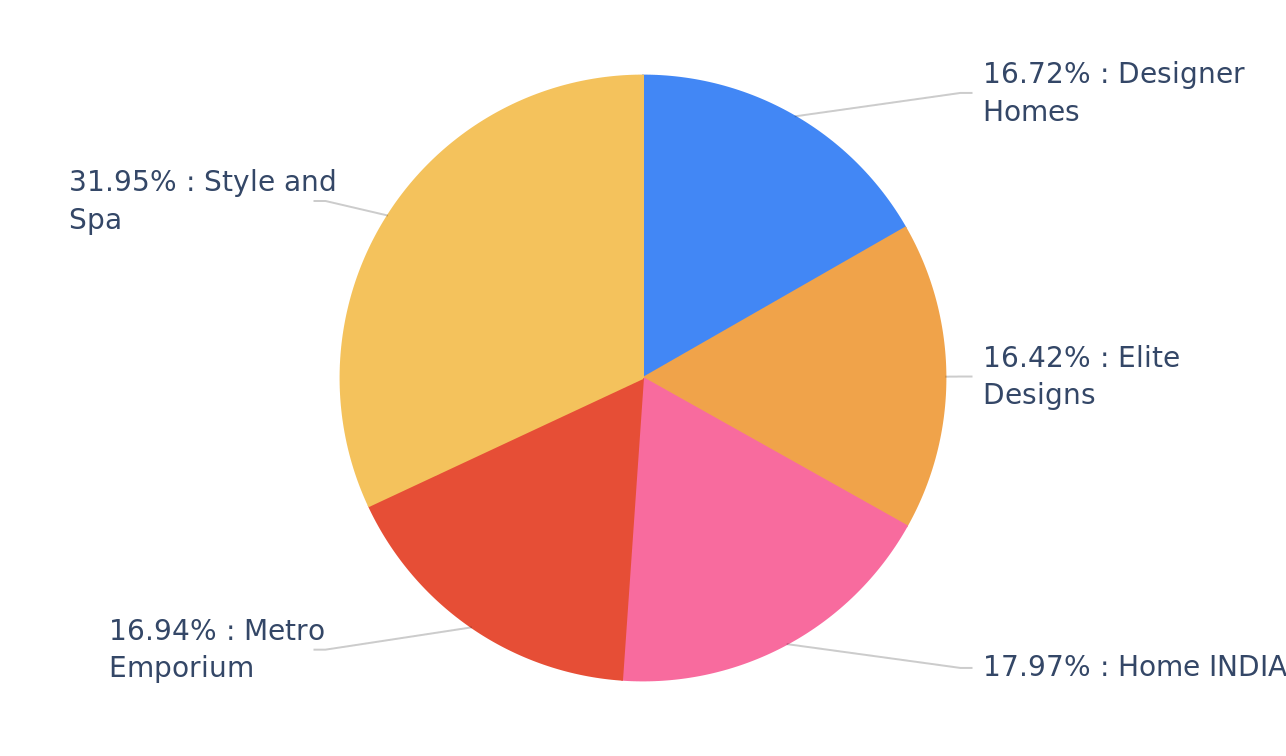 16.72% : Designer
Homes
31.95% : Style and
Spa
16.42% : Elite
Designs
16.94% : Metro
Emporium
17.97% : Home INDIA